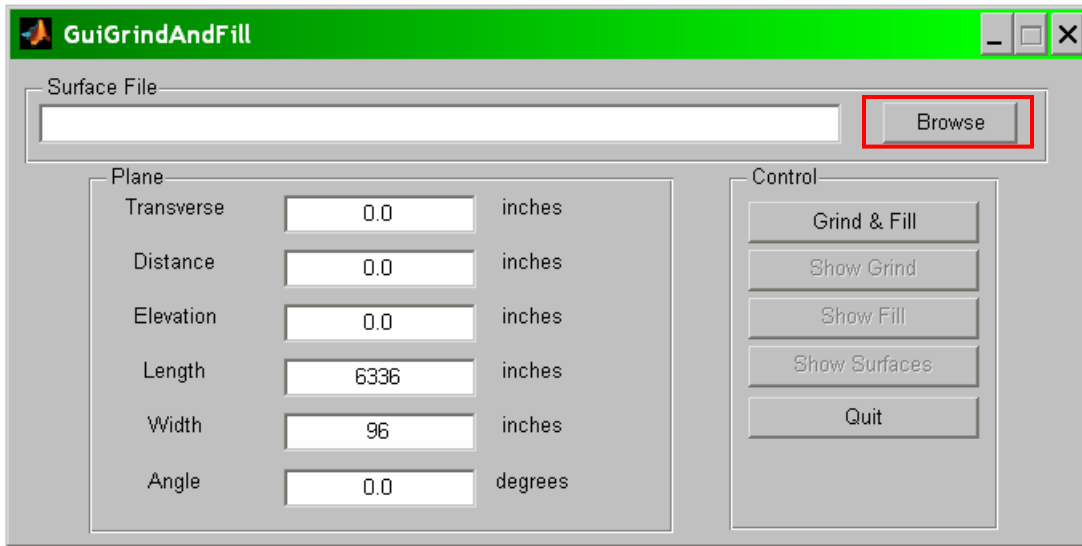 GuiGrindAndFill
Surface File
Browse
Plane
Transverse 0.0 inches
Distance 0.0 inches
Elevation 0.0 inches
Length 6336 inches
Width 96 inches
Angle 0.0 degrees
Control
Grind & Fill
Show Grind
Show Fill
Show Surfaces
Quit